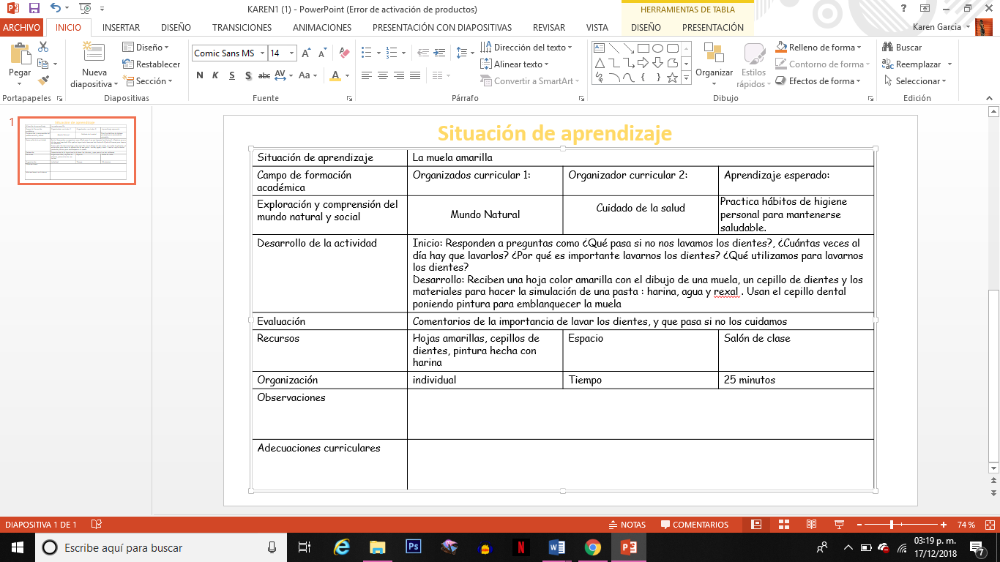 KAREN1 (1) - PowerPoint (Error de activación de productos)
HERRAMIENTAS DE TABLA
ARCHIVO INICIO INSERTAR DISEÑO TRANSICIONES ANIMACIONES PRESENTACIÓN CON DIAPOSITIVAS REVISAR VISTA DISEÑO PRESENTACIÓN Karen Garcia
Pegar
Nueva diapositiva
Diseño
Restablecer
Sección
Comic Sans MS 14
N K S S abc AV Aa A
Dirección del texto
Alinear texto
Convertir a SmartArt
Organizar
Estilos rápidos
Relleno de forma
Contorno de forma
Efectos de forma
Buscar
Reemplazar
Seleccionar
Portapapeles Diapositivas Fuente Párrafo Dibujo Edición
1
Situación de aprendizaje
Situación de aprendizaje
La muela amarilla
Campo de formación
académica
Organizados curricular 1:
Organizador curricular 2:
Aprendizaje esperado:
Exploración y comprensión del
mundo natural y social
Mundo Natural
Cuidado de la salud
Practica hábitos de higiene
personal para mantenerse
saludable.
Desarrollo de la actividad
Inicio: Responden a preguntas como ¿Qué pasa si no nos lavamos los dientes?, ¿Cuántas veces al
día hay que lavarlos? ¿Por qué es importante lavarnos los dientes? ¿Qué utilizamos para lavarnos
los dientes?
Desarrollo: Reciben una hoja color amarilla con el dibujo de una muela, un cepillo de dientes y los
materiales para hacer la simulación de una pasta : harina, agua y rexal . Usan el cepillo dental
poniendo pintura para emblanquecer la muela
Evaluación
Comentarios de la importancia de lavar los dientes, y que pasa si no los cuidamos
Recursos
Hojas amarillas, cepillos de
dientes, pintura hecha con
harina
Espacio
Salón de clase
Organización
individual
Tiempo
25 minutos
Observaciones
Adecuaciones curriculares
DIAPOSITIVA 1 DE 1 NOTAS COMENTARIOS 74 %
Escribe aquí para buscar
03:19 p. m.
17/12/2018
7